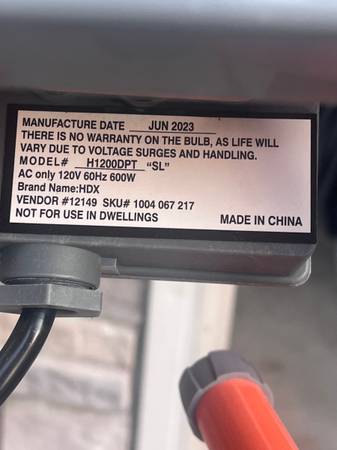 MANUFACTURE DATE JUN 2023
THERE IS NO WARRANTY ON THE BULB, AS LIFE WILL
VARY DUE TO VOLTAGE SURGES AND HANDLING.
MODEL# H1200DPT "SL"
AC only 120V 60Hz 600W
Brand Name:HDX
VENDOR #12149 SKU# 1004 067 217
NOT FOR USE IN DWELLINGS MADE IN CHINA